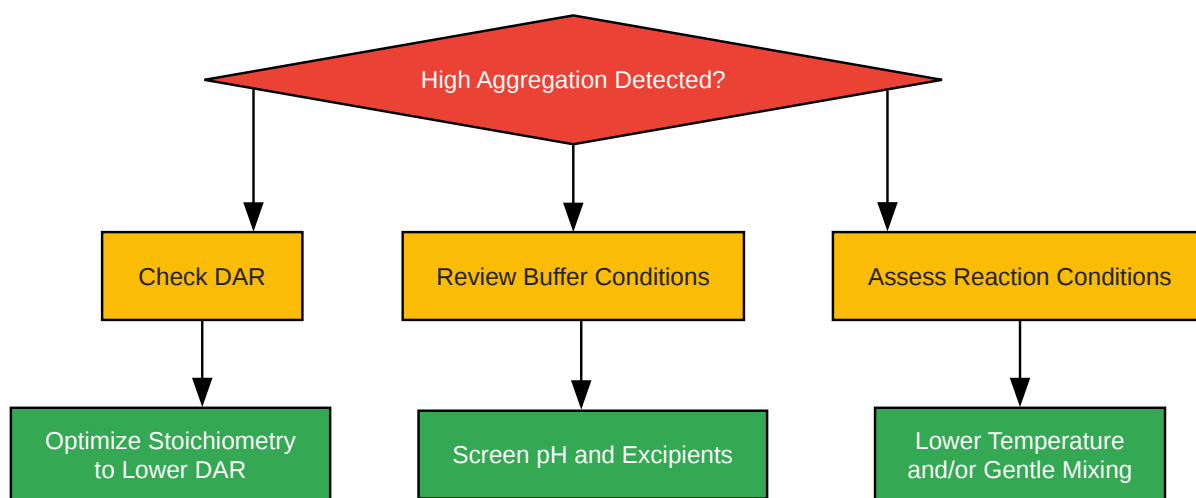 High Aggregation Detected?
Check DAR
Review Buffer Conditions
Assess Reaction Conditions
Optimize Stoichiometry
to Lower DAR
Screen pH and Excipients
Lower Temperature
and/or Gentle Mixing